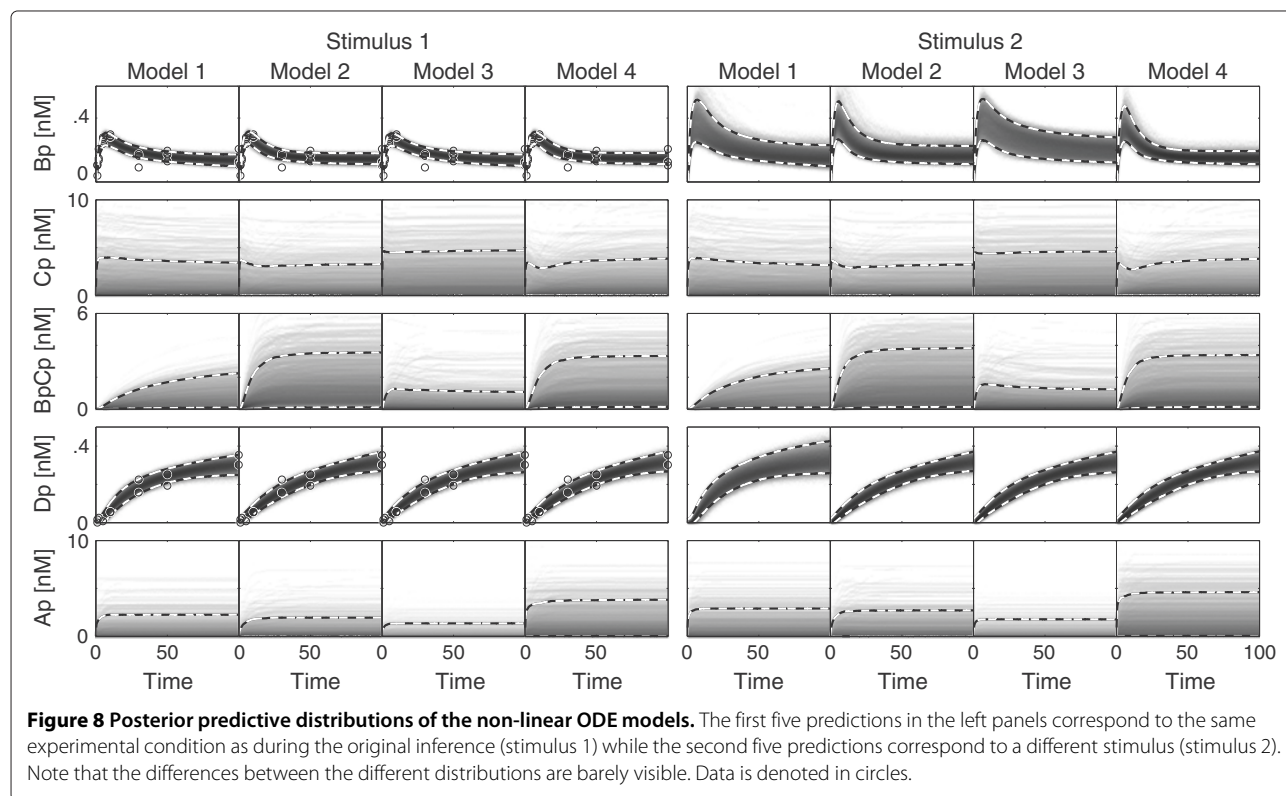 Stimulus 1 Stimulus 2
Model 1 Model 2 Model 3 Model 4 Model 1 Model 2 Model 3 Model 4
Bp [nM]
.4
0
Cp [nM]
10
0
BpCp [nM]
6
0
Dp [nM]
.4
0
Ap [nM]
10
0
0 50 0 50 0 50 0 50 0 50 0 50 0 50 0 50 100
Time Time Time Time Time Time Time Time
Figure 8 Posterior predictive distributions of the non-linear ODE models. The first five predictions in the left panels correspond to the same
experimental condition as during the original inference (stimulus 1) while the second five predictions correspond to a different stimulus (stimulus 2).
Note that the differences between the different distributions are barely visible. Data is denoted in circles.